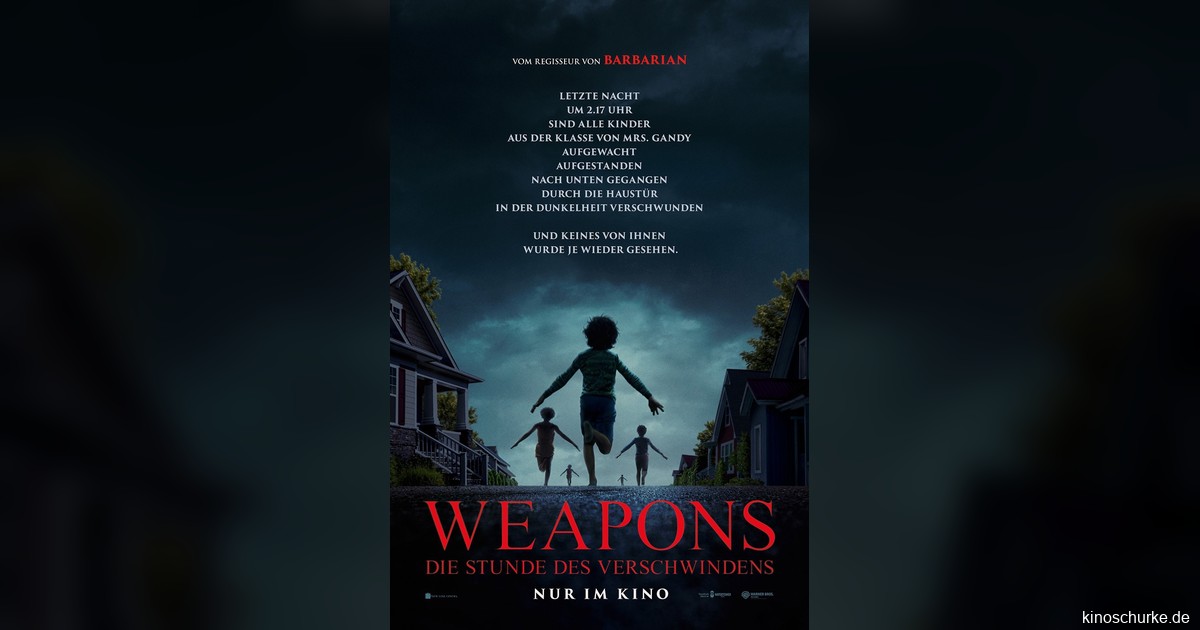 VOM REGISSEUR VON BARBARIAN
LETZTE NACHT
UM 2.17 UHR
SIND ALLE KINDER
AUS DER KLASSE VON MRS. GANDY
AUFGEWACHT
AUFGESTANDEN
NACH UNTEN GEGANGEN
DURCH DIE HAUSTÜR
IN DER DUNKELHEIT VERSCHWUNDEN
UND KEINES VON IHNEN
WURDE JE WIEDER GESEHEN.
WEAPONS
DIE STUNDE DES VERSCHWINDENS
NUR IM KINO
kinoschurke.de